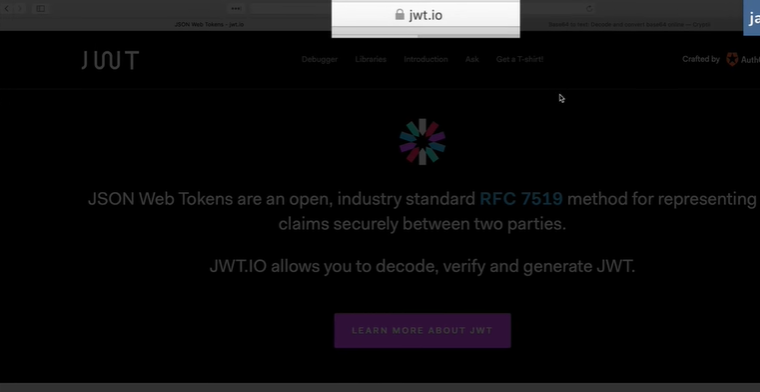 jwt.io
ja
JSON Web Tokens - jwt.io
JWT
Debugger Libraries Introduction Ask Get a T-shirt!
Crafted by Auth
JSON Web Tokens are an open, industry standard RFC 7519 method for representing
claims securely between two parties.
JWT.IO allows you to decode, verify and generate JWT.
LEARN MORE ABOUT JWT